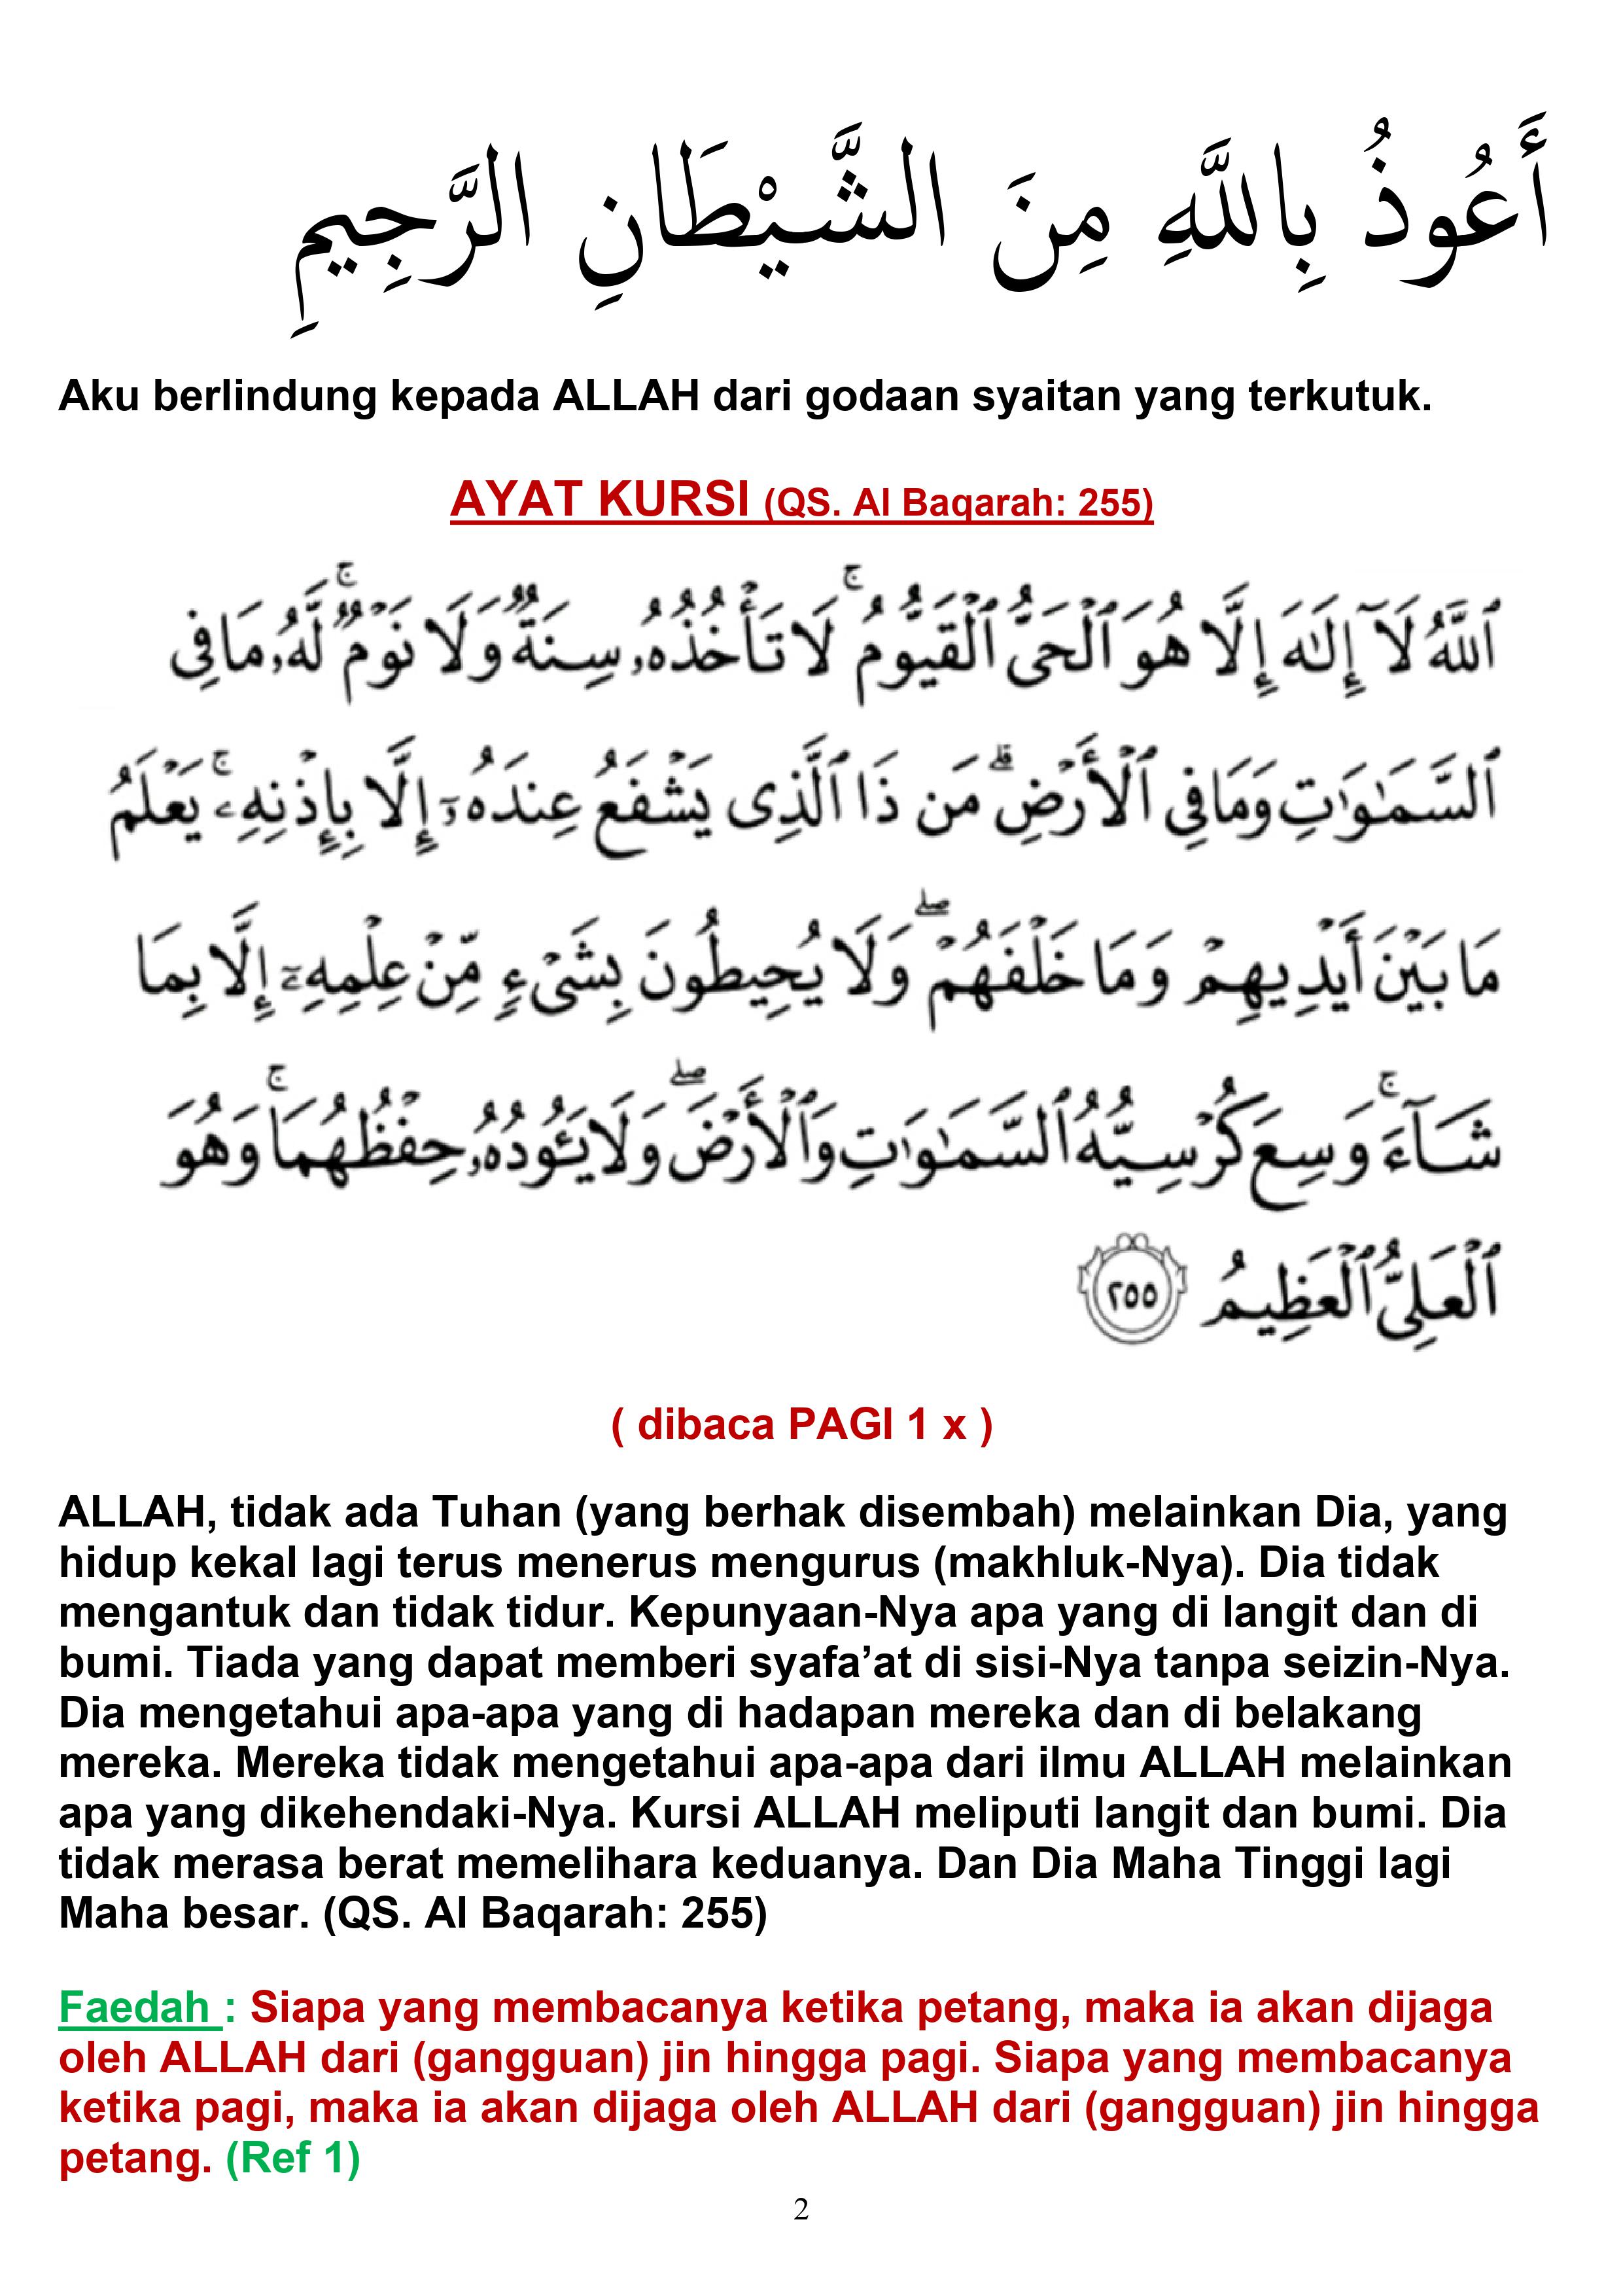 أَعُوذُ بِاللَّهِ مِنَ الشَّيْطَانِ الرَّجِيمِ
Aku berlindung kepada ALLAH dari godaan syaitan yang terkutuk.
AYAT KURSI (QS. Al Baqarah: 255)
ٱللَّهُ لَآ إِلَٰهَ إِلَّا هُوَ ٱلْحَىُّ ٱلْقَيُّومُ ۚ لَا تَأْخُذُهُۥ سِنَةٌ وَلَا نَوْمٌ ۚ لَّهُۥ مَا فِى
ٱلسَّمَٰوَٰتِ وَمَا فِى ٱلْأَرْضِ ۗ مَن ذَا ٱلَّذِى يَشْفَعُ عِندَهُۥٓ إِلَّا بِإِذْنِهِۦ ۚ يَعْلَمُ
مَا بَيْنَ أَيْدِيهِمْ وَمَا خَلْفَهُمْ ۖ وَلَا يُحِيطُونَ بِشَىْءٍ مِّنْ عِلْمِهِۦٓ إِلَّا بِمَا
شَآءَ ۚ وَسِعَ كُرْسِيُّهُ ٱلسَّمَٰوَٰتِ وَٱلْأَرْضَ ۖ وَلَا يَـُٔودُهُۥ حِفْظُهُمَا ۚ وَهُوَ
ٱلْعَلِىُّ ٱلْعَظِيمُ ٢٥٥
( dibaca PAGI 1 x )
ALLAH, tidak ada Tuhan (yang berhak disembah) melainkan Dia, yang
hidup kekal lagi terus menerus mengurus (makhluk-Nya). Dia tidak
mengantuk dan tidak tidur. Kepunyaan-Nya apa yang di langit dan di
bumi. Tiada yang dapat memberi syafa’at di sisi-Nya tanpa seizin-Nya.
Dia mengetahui apa-apa yang di hadapan mereka dan di belakang
mereka. Mereka tidak mengetahui apa-apa dari ilmu ALLAH melainkan
apa yang dikehendaki-Nya. Kursi ALLAH meliputi langit dan bumi. Dia
tidak merasa berat memelihara keduanya. Dan Dia Maha Tinggi lagi
Maha besar. (QS. Al Baqarah: 255)
Faedah : Siapa yang membacanya ketika petang, maka ia akan dijaga
oleh ALLAH dari (gangguan) jin hingga pagi. Siapa yang membacanya
ketika pagi, maka ia akan dijaga oleh ALLAH dari (gangguan) jin hingga
petang. (Ref 1)
2